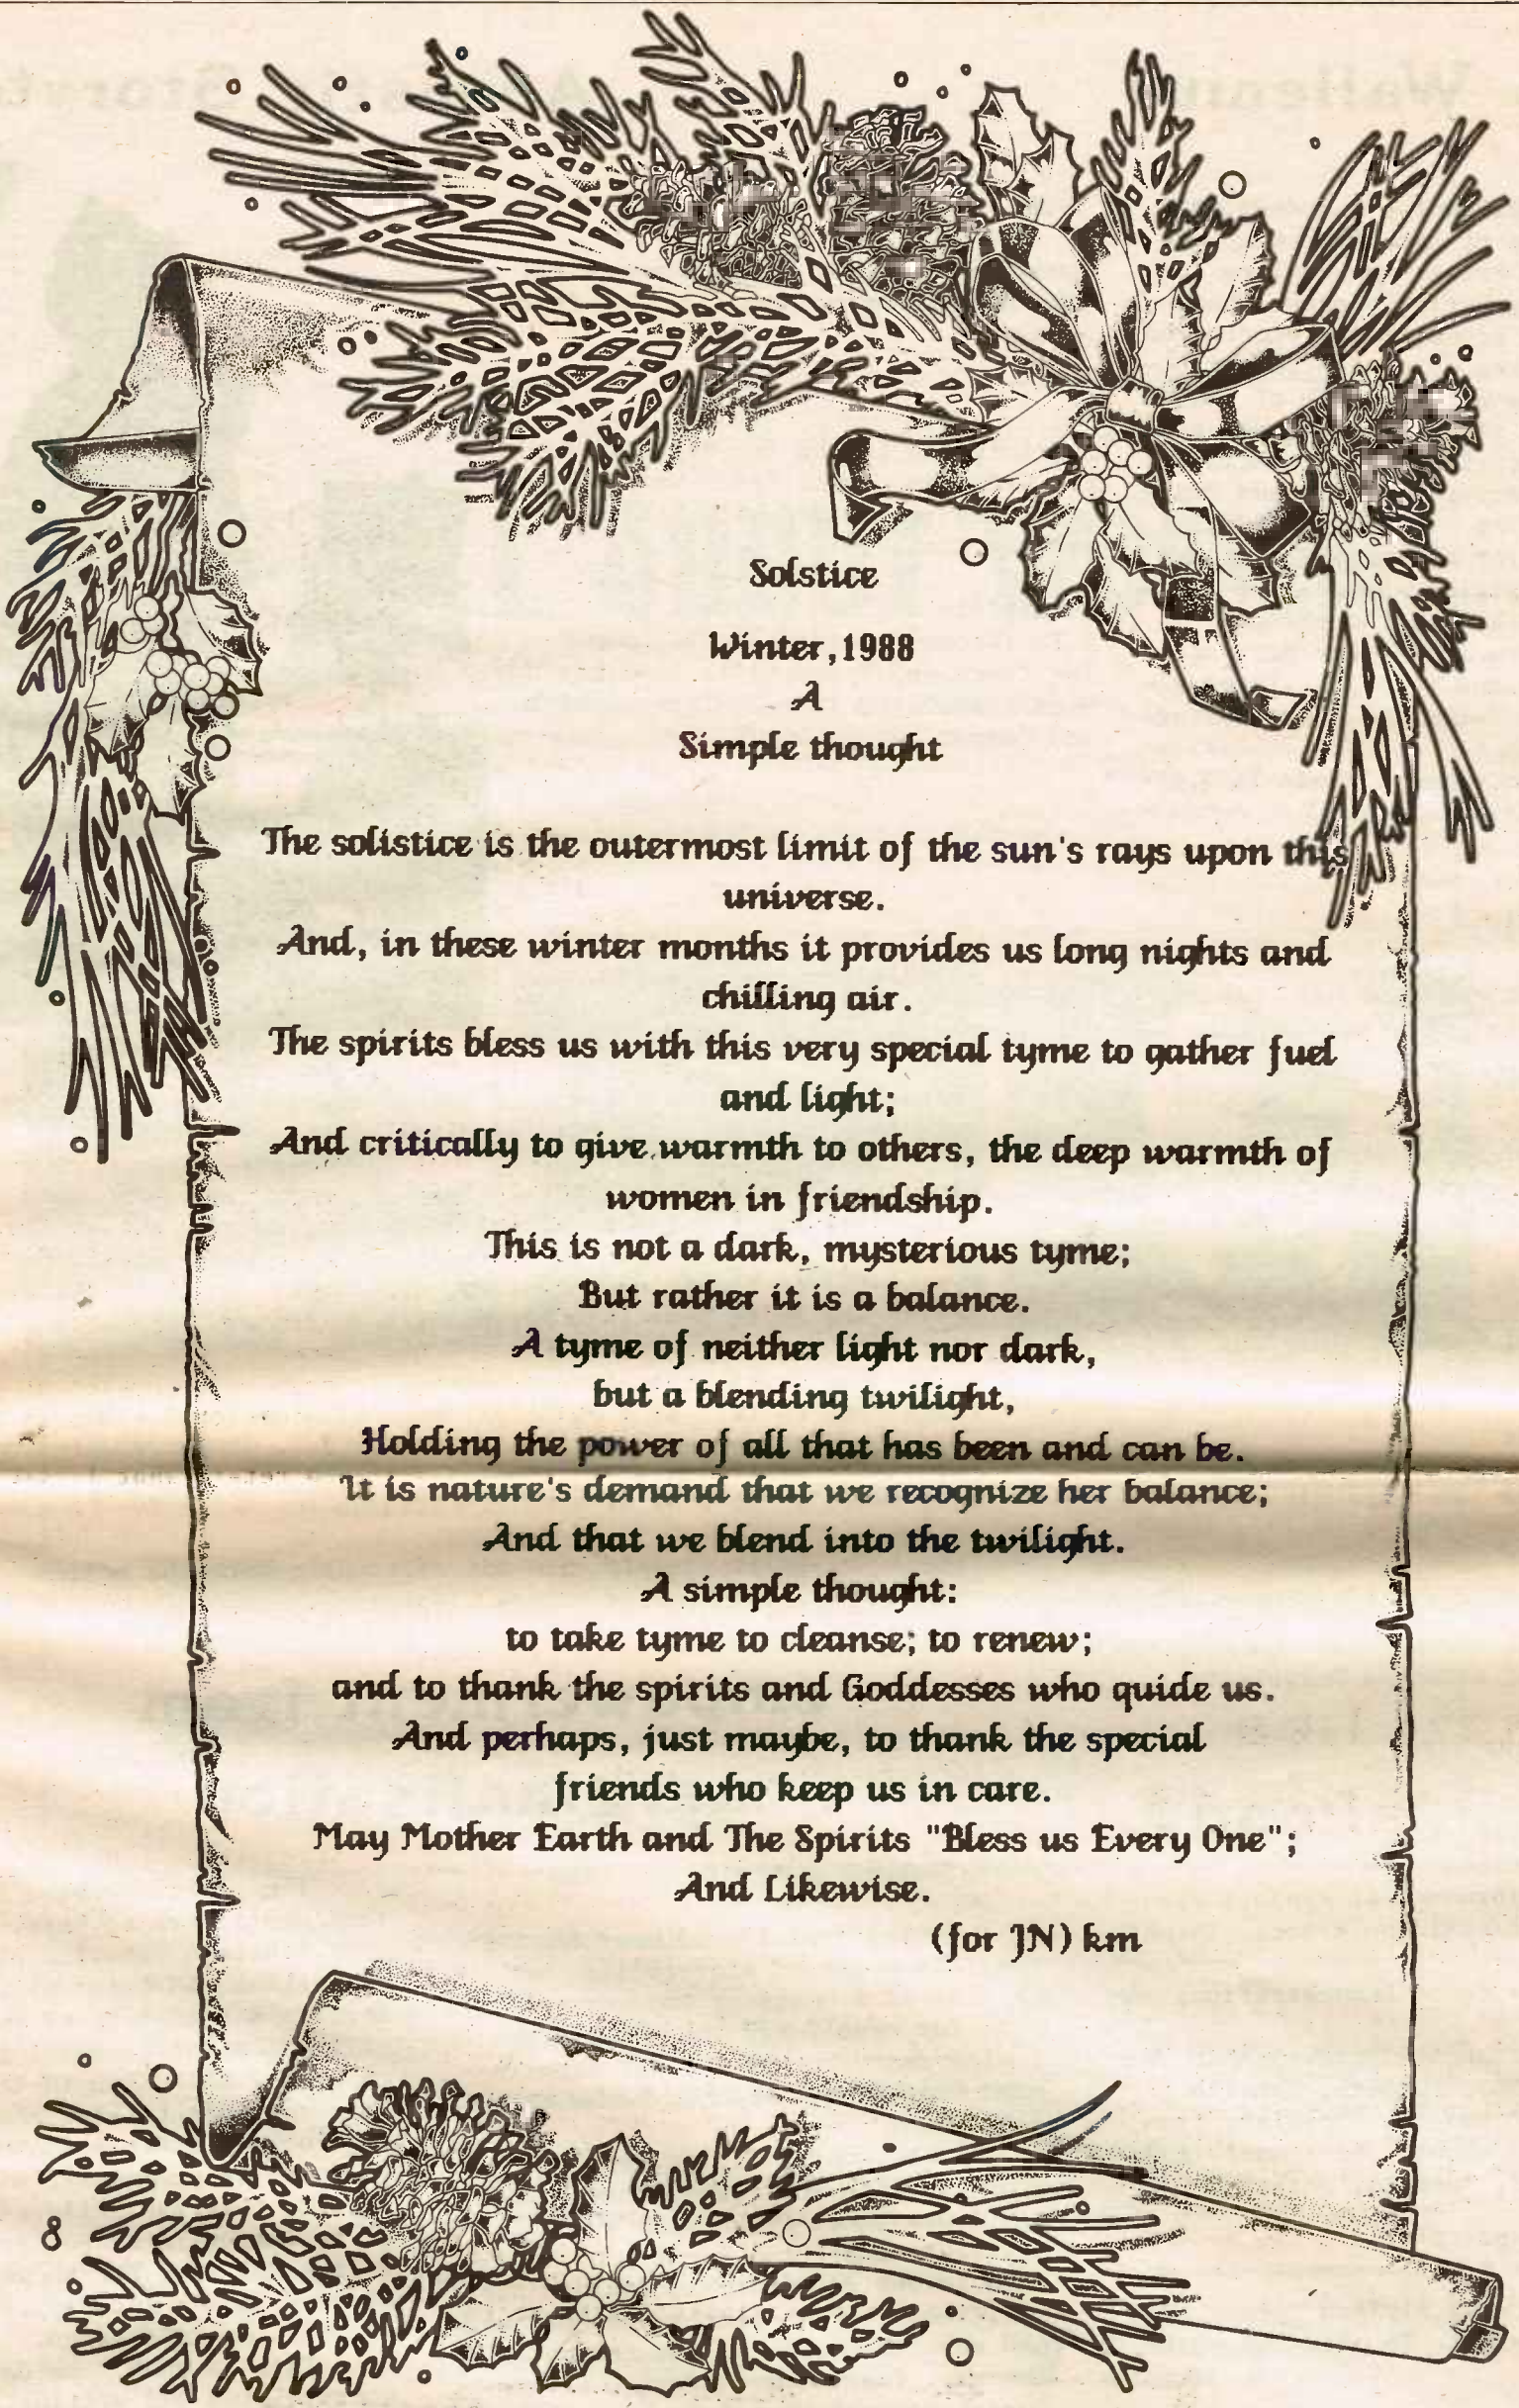 Solstice
Winter, 1988
A
Simple thought
The solistice is the outermost limit of the sun's rays upon this
universe.
And, in these winter months it provides us long nights and
chilling air.
The spirits bless us with this very special tyme to gather fuel
and light;
And critically to give warmth to others, the deep warmth of
women in friendship.
This is not a dark, mysterious tyme;
But rather it is a balance.
A tyme of neither light nor dark,
but a blending twilight,
Holding the power of all that has been and can be.
It is nature's demand that we recognize her balance;
And that we blend into the twilight.
A simple thought:
to take tyme to cleanse; to renew;
and to thank the spirits and Goddesses who quide us.
And perhaps, just maybe, to thank the special
friends who keep us in care.
May Mother Earth and The Spirits "Bless us Every One";
And Likewise.
(for JN) km